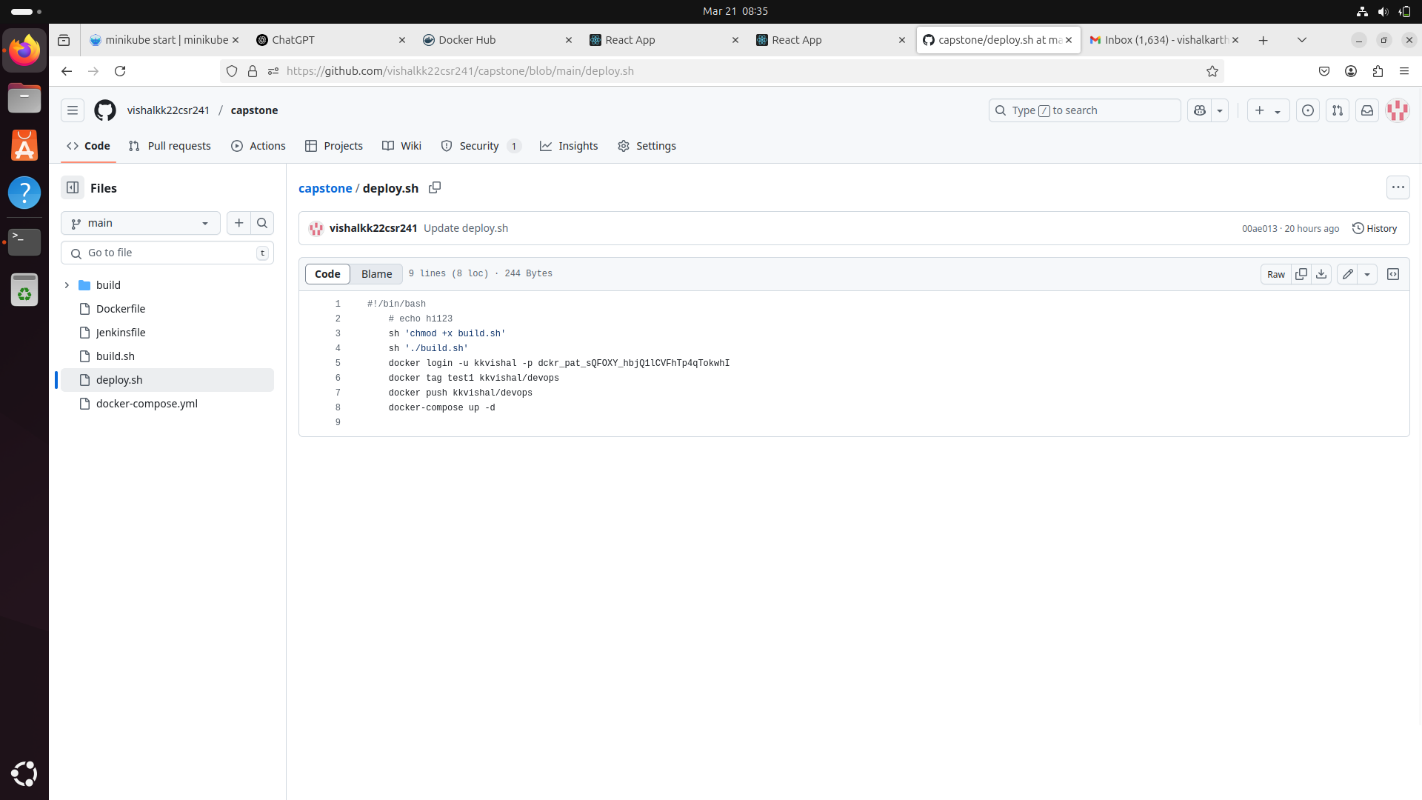 Mar 21 08:35
minikube start | minikube
ChatGPT
Docker Hub
React App
React App
capstone/deploy.sh at ma
Inbox (1,634) - vishalkarth
https://github.com/vishalkk22csr241/capstone/blob/main/deploy.sh
vishalkk22csr241 / capstone
Type / to search
Code
Pull requests
Actions
Projects
Wiki
Security 1
Insights
Settings
Files
main
Go to file
t
build
Dockerfile
Jenkinsfile
build.sh
deploy.sh
docker-compose.yml
capstone / deploy.sh
vishalkk22csr241 Update deploy.sh
00ae013 · 20 hours ago
History
Code
Blame
9 lines (8 loc) · 244 Bytes
Raw
1 #!/bin/bash
2 # echo hi123
3 sh 'chmod +x build.sh'
4 sh './build.sh'
5 docker login -u kkvishal -p dckr_pat_sQFOXY_hbjQ1lCVFhTp4qTokwhI
6 docker tag test1 kkvishal/devops
7 docker push kkvishal/devops
8 docker-compose up -d
9